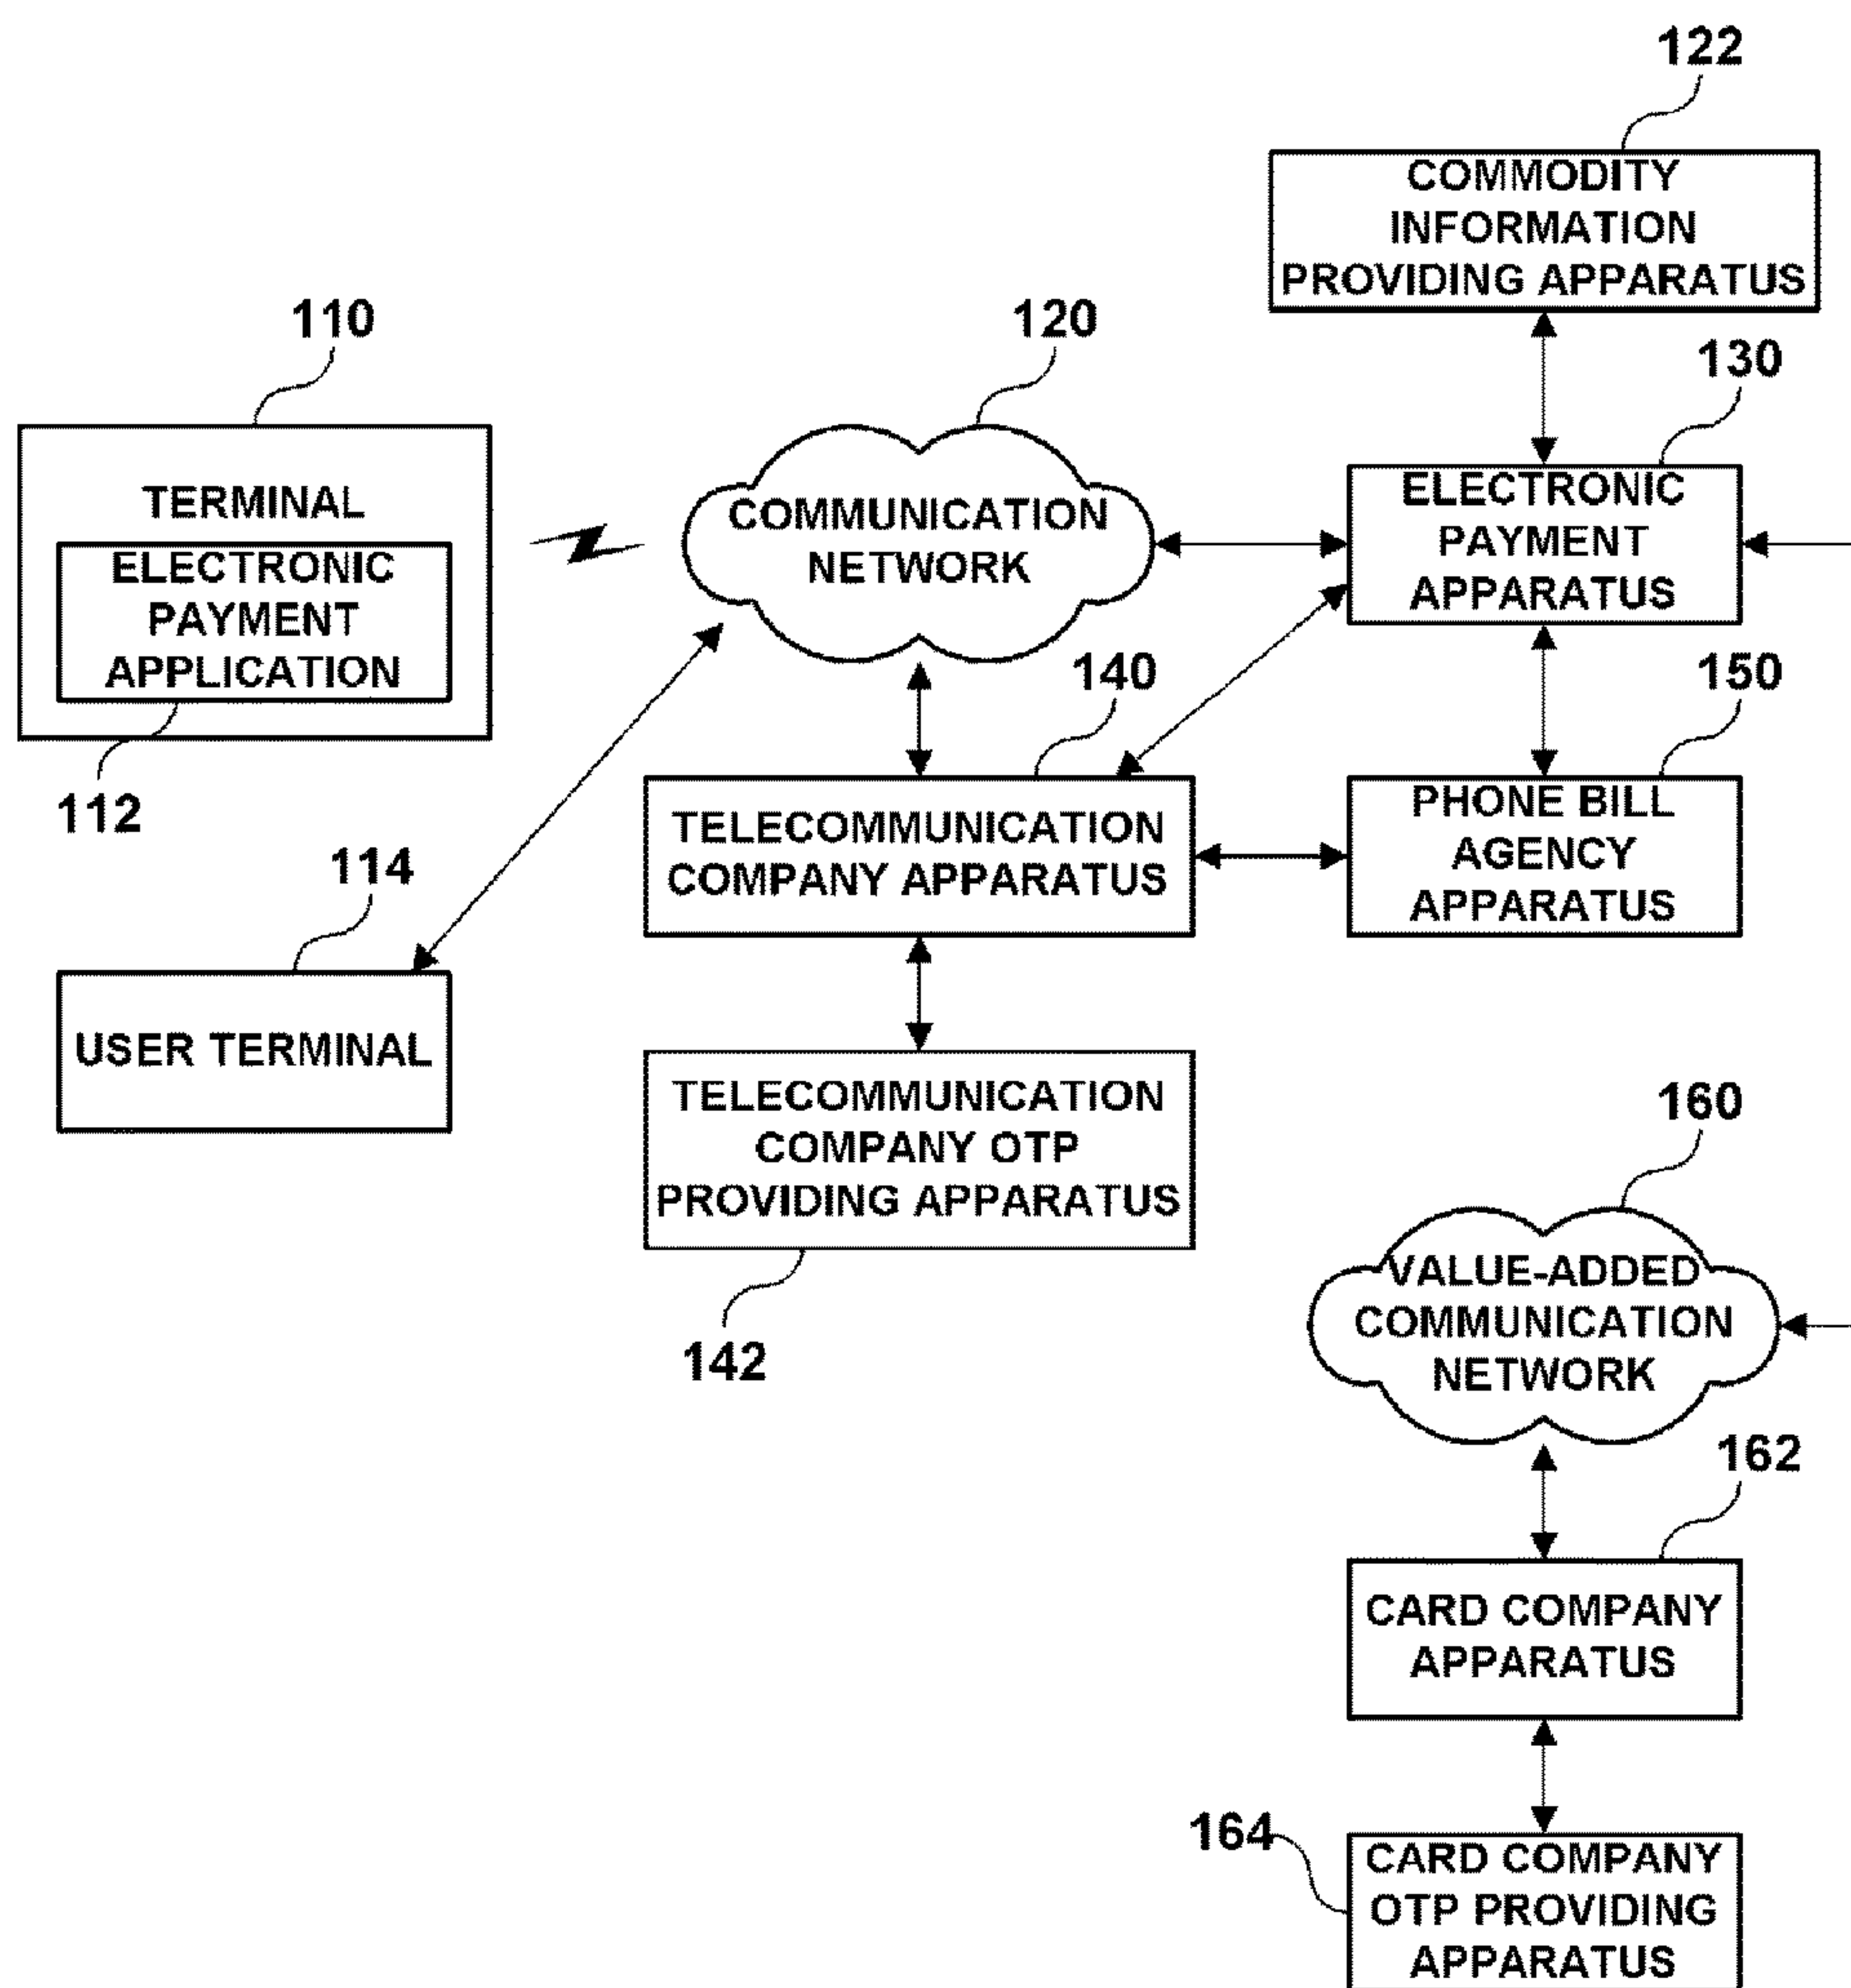 122
COMMODITY
INFORMATION
PROVIDING APPARATUS
110
120
130
TERMINAL
ELECTRONIC
PAYMENT
APPLICATION
112
COMMUNICATION
NETWORK
ELECTRONIC
PAYMENT
APPARATUS
140
150
TELECOMMUNICATION
COMPANY APPARATUS
PHONE BILL
AGENCY
APPARATUS
114
USER TERMINAL
TELECOMMUNICATION
COMPANY OTP
PROVIDING APPARATUS
142
160
VALUE-ADDED
COMMUNICATION
NETWORK
162
CARD COMPANY
APPARATUS
164
CARD COMPANY
OTP PROVIDING
APPARATUS